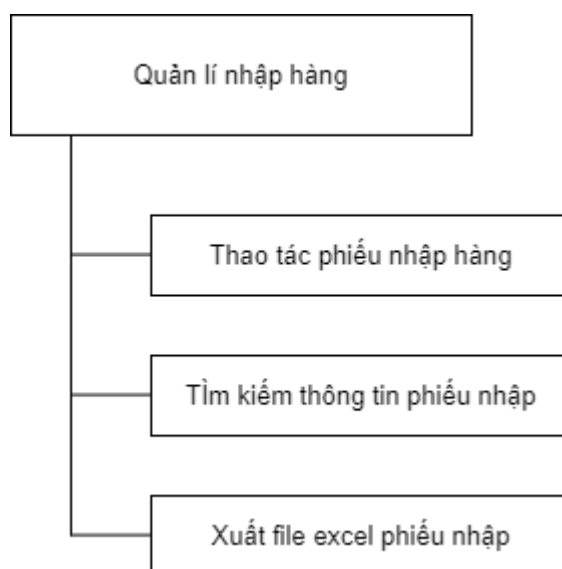 Quản lí nhập hàng
Thao tác phiếu nhập hàng
TÌm kiếm thông tin phiếu nhập
Xuất file excel phiếu nhập